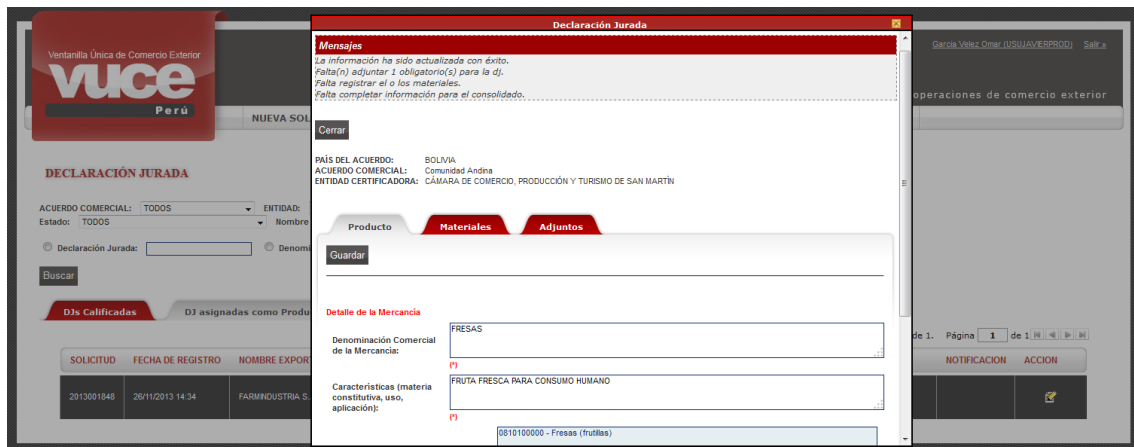 Declaración Jurada
Ventanilla Única de Comercio Exterior
vuce
Perú
García Velez Omar (USUJAVIERPROD) Salir »
operaciones de comercio exterior
NUEVA SOL
Mensajes
La información ha sido actualizada con éxito.
Falta(n) adjuntar 1 obligatorio(s) para la dj.
Falta registrar el o los materiales.
Falta completar información para el consolidado.
Cerrar
PAÌS DEL ACUERDO: BOLIVIA
ACUERDO COMERCIAL: Comunidad Andina
ENTIDAD CERTIFICADORA: CÁMARA DE COMERCIO, PRODUCCIÓN Y TURISMO DE SAN MARTÍN
DECLARACIÓN JURADA
ACUERDO COMERCIAL: TODOS ENTIDAD:
Estado: TODOS Nombre
Declaración Jurada: Denomi
Buscar
Producto Materiales Adjuntos
Guardar
DJs Calificadas DJ asignadas como Produ
Detalle de la Mercancía
Denominación Comercial
de la Mercancía:
FRESAS
(*)
Características (materia
constitutiva, uso,
aplicación):
FRUTA FRESCA PARA CONSUMO HUMANO
(*)
0810100000 - Fresas (frutillas)
de 1. Página 1 de 1
SOLICITUD FECHA DE REGISTRO NOMBRE EXPORT NOTIFICACION ACCION
2013001848 26/11/2013 14:34 FARMINDUSTRIA S.